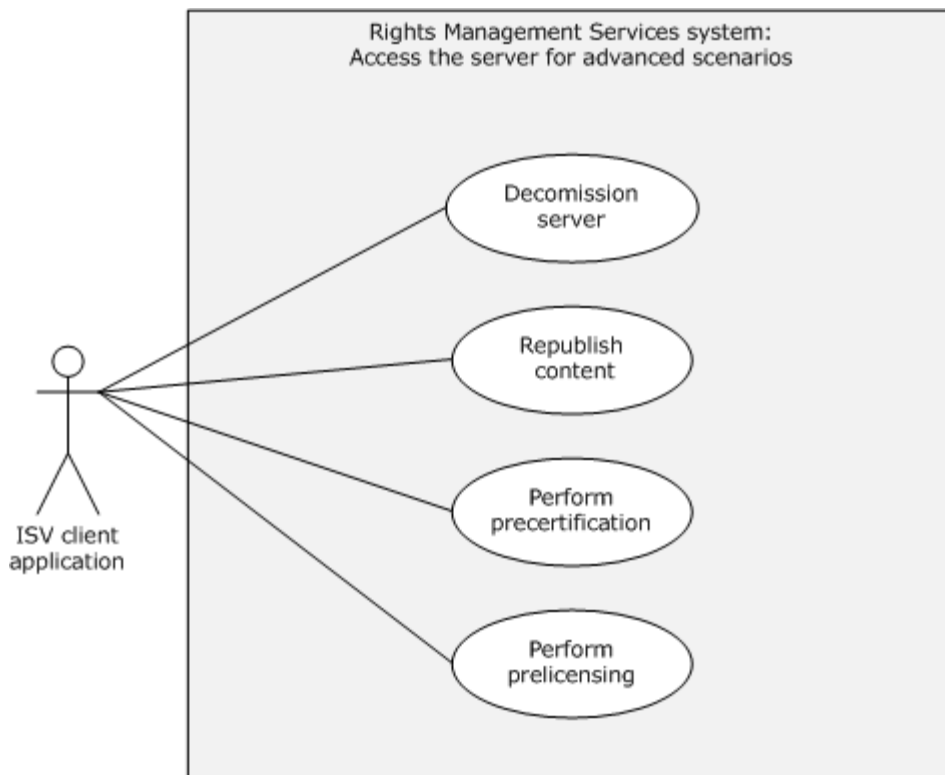 Rights Management Services system:
Access the server for advanced scenarios
Decomission
server
Republish
content
Perform
precertification
ISV client
application
Perform
prelicensing